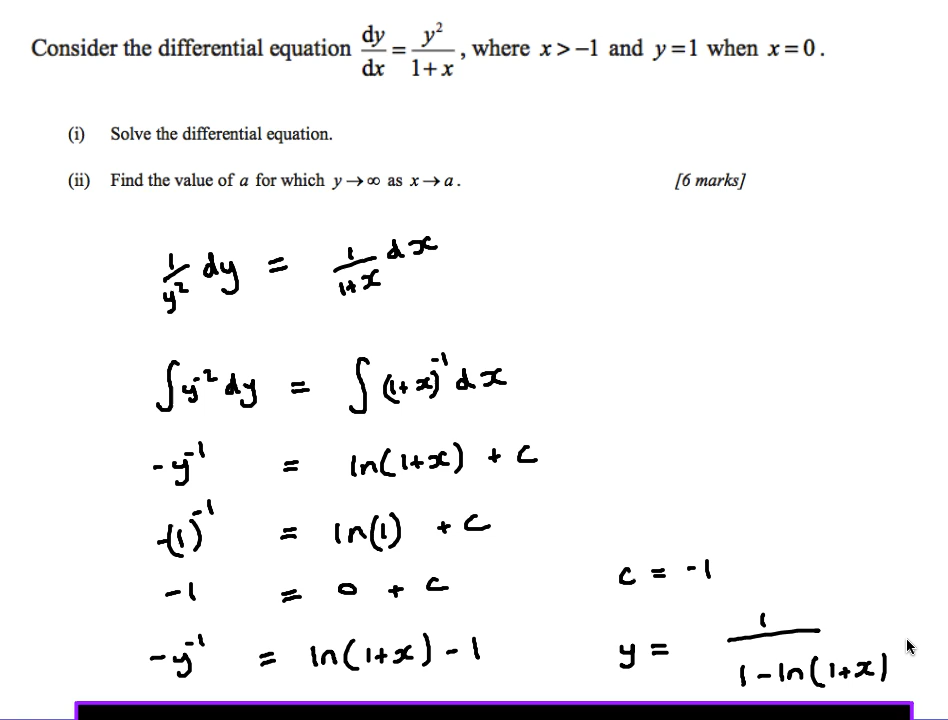 Consider the differential equation dy/dx = y²/(1+x), where x>−1 and y=1 when x=0.
(i) Solve the differential equation.
(ii) Find the value of a for which y→∞ as x→a. [6 marks]
1/y² dy = 1/(1+x) dx
∫y⁻² dy = ∫(1+x)⁻¹ dx
-y⁻¹ = ln(1+x) + c
-(1)⁻¹ = ln(1) + c
-1 = 0 + c c = -1
-y⁻¹ = ln(1+x) - 1 y = 1/(1-ln(1+x))